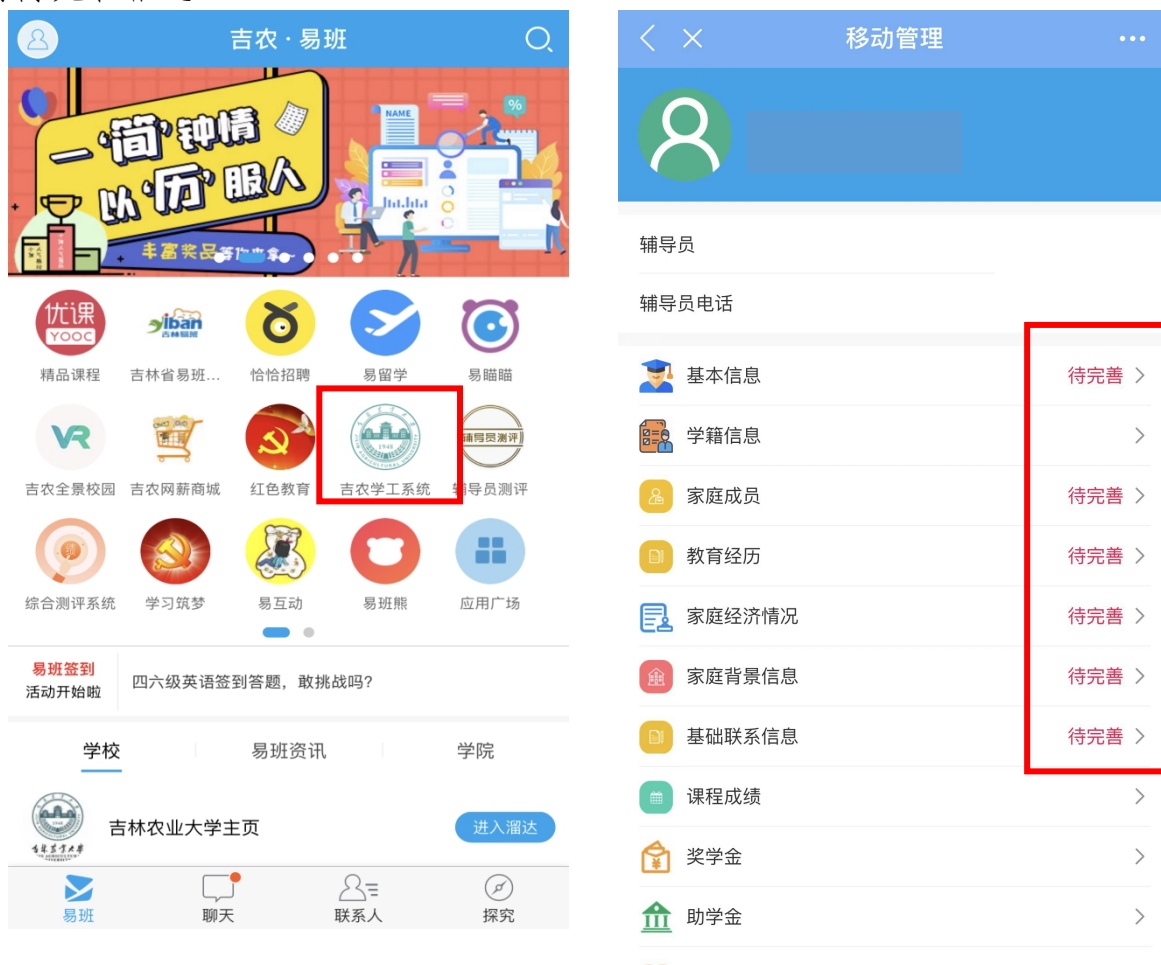 吉农 · 易班
一‘简’钟情
以‘历’服人
NAME
%
丰富奖品等你来拿~
优课
YOOC
yiban
吉林易班
精品课程
吉林省易班...
恰恰招聘
易留学
易瞄瞄
VR
1948
辅导员测评
吉农全景校园
吉农网薪商城
红色教育
吉农学工系统
辅导员测评
综合测评系统
学习筑梦
易互动
易班熊
应用广场
易班签到
活动开始啦
四六级英语签到答题，敢挑战吗?
学校
易班资讯
学院
吉林农业大学主页
进入溜达
易班
聊天
联系人
探究
移动管理
辅导员
辅导员电话
基本信息 待完善
学籍信息
家庭成员 待完善
教育经历 待完善
家庭经济情况 待完善
家庭背景信息 待完善
基础联系信息 待完善
课程成绩
奖学金
助学金